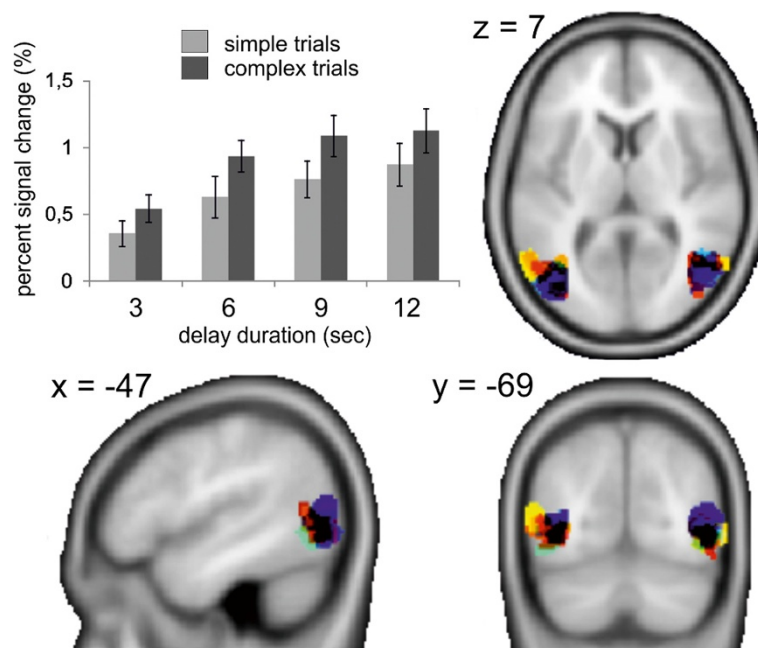 simple trials
complex trials
percent signal change (%)
1,5
1
0,5
0
3 6 9 12
delay duration (sec)
z = 7
x = -47
y = -69